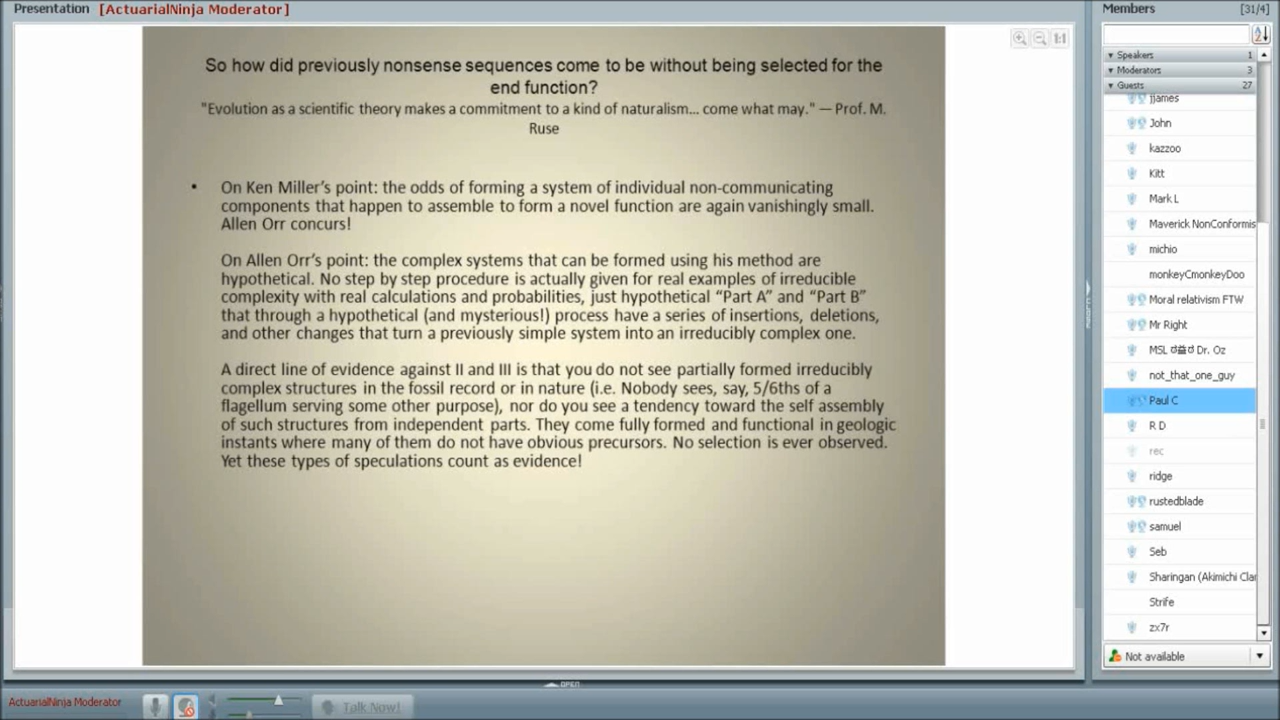 Presentation [ActuarialNinja Moderator]
So how did previously nonsense sequences come to be without being selected for the
end function?
"Evolution as a scientific theory makes a commitment to a kind of naturalism... come what may." — Prof. M.
Ruse
• On Ken Miller's point: the odds of forming a system of individual non-communicating
components that happen to assemble to form a novel function are again vanishingly small.
Allen Orr concurs!
On Allen Orr's point: the complex systems that can be formed using his method are
hypothetical. No step by step procedure is actually given for real examples of irreducible
complexity with real calculations and probabilities, just hypothetical “Part A” and “Part B”
that through a hypothetical (and mysterious!) process have a series of insertions, deletions,
and other changes that turn a previously simple system into an irreducibly complex one.
A direct line of evidence against II and III is that you do not see partially formed irreducibly
complex structures in the fossil record or in nature (i.e. Nobody sees, say, 5/6ths of a
flagellum serving some other purpose), nor do you see a tendency toward the self assembly
of such structures from independent parts. They come fully formed and functional in geologic
instants where many of them do not have obvious precursors. No selection is ever observed.
Yet these types of speculations count as evidence!
1:1
Members [31/4]
Speakers 1
Moderators 3
Guests 27
jjames
John
kazzoo
Kitt
Mark L
Maverick NonConformis
michio
monkeyCmonkeyDoo
Moral relativism FTW
Mr Right
Dr. Oz
not_that_one_guy
Paul C
R D
rec
ridge
rustedblade
samuel
Seb
Sharingan (Akimichi Cla
Strife
zx7r
Not available
OPEN
ActuarialNinja Moderator
Talk Now!